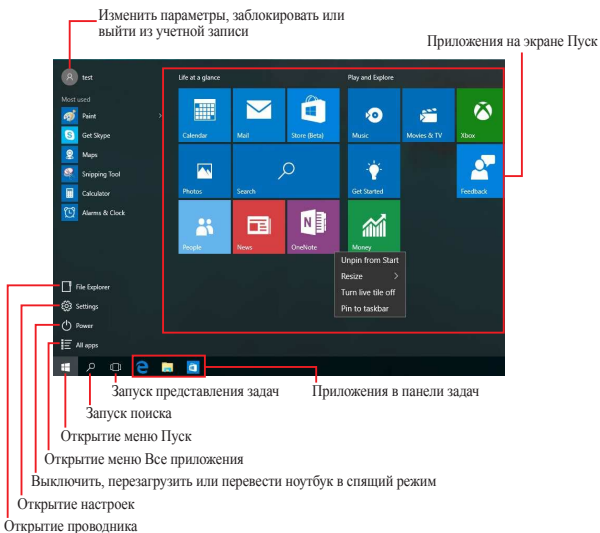 Изменить параметры, заблокировать или
выйти из учетной записи
Приложения на экране Пуск
test
Life at a glance
Play and Explore
Most used
Paint
Get Skype
Maps
Snipping Tool
Calculator
Alarms & Clock
Calendar
Mail
Store (Beta)
Music
Movies & TV
Xbox
Photos
Search
Get Started
Feedback
People
News
OneNote
Money
Unpin from Start
Resize
Turn live tile off
Pin to taskbar
File Explorer
Settings
Power
All apps
Запуск представления задач
Приложения в панели задач
Запуск поиска
Открытие меню Пуск
Открытие меню Все приложения
Выключить, перезагрузить или перевести ноутбук в спящий режим
Открытие настроек
Открытие проводника